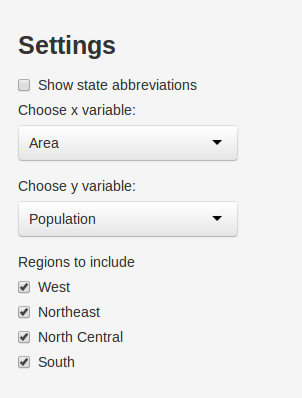 Settings
Show state abbreviations
Choose x variable:
Area
Choose y variable:
Population
Regions to include
West
Northeast
North Central
South